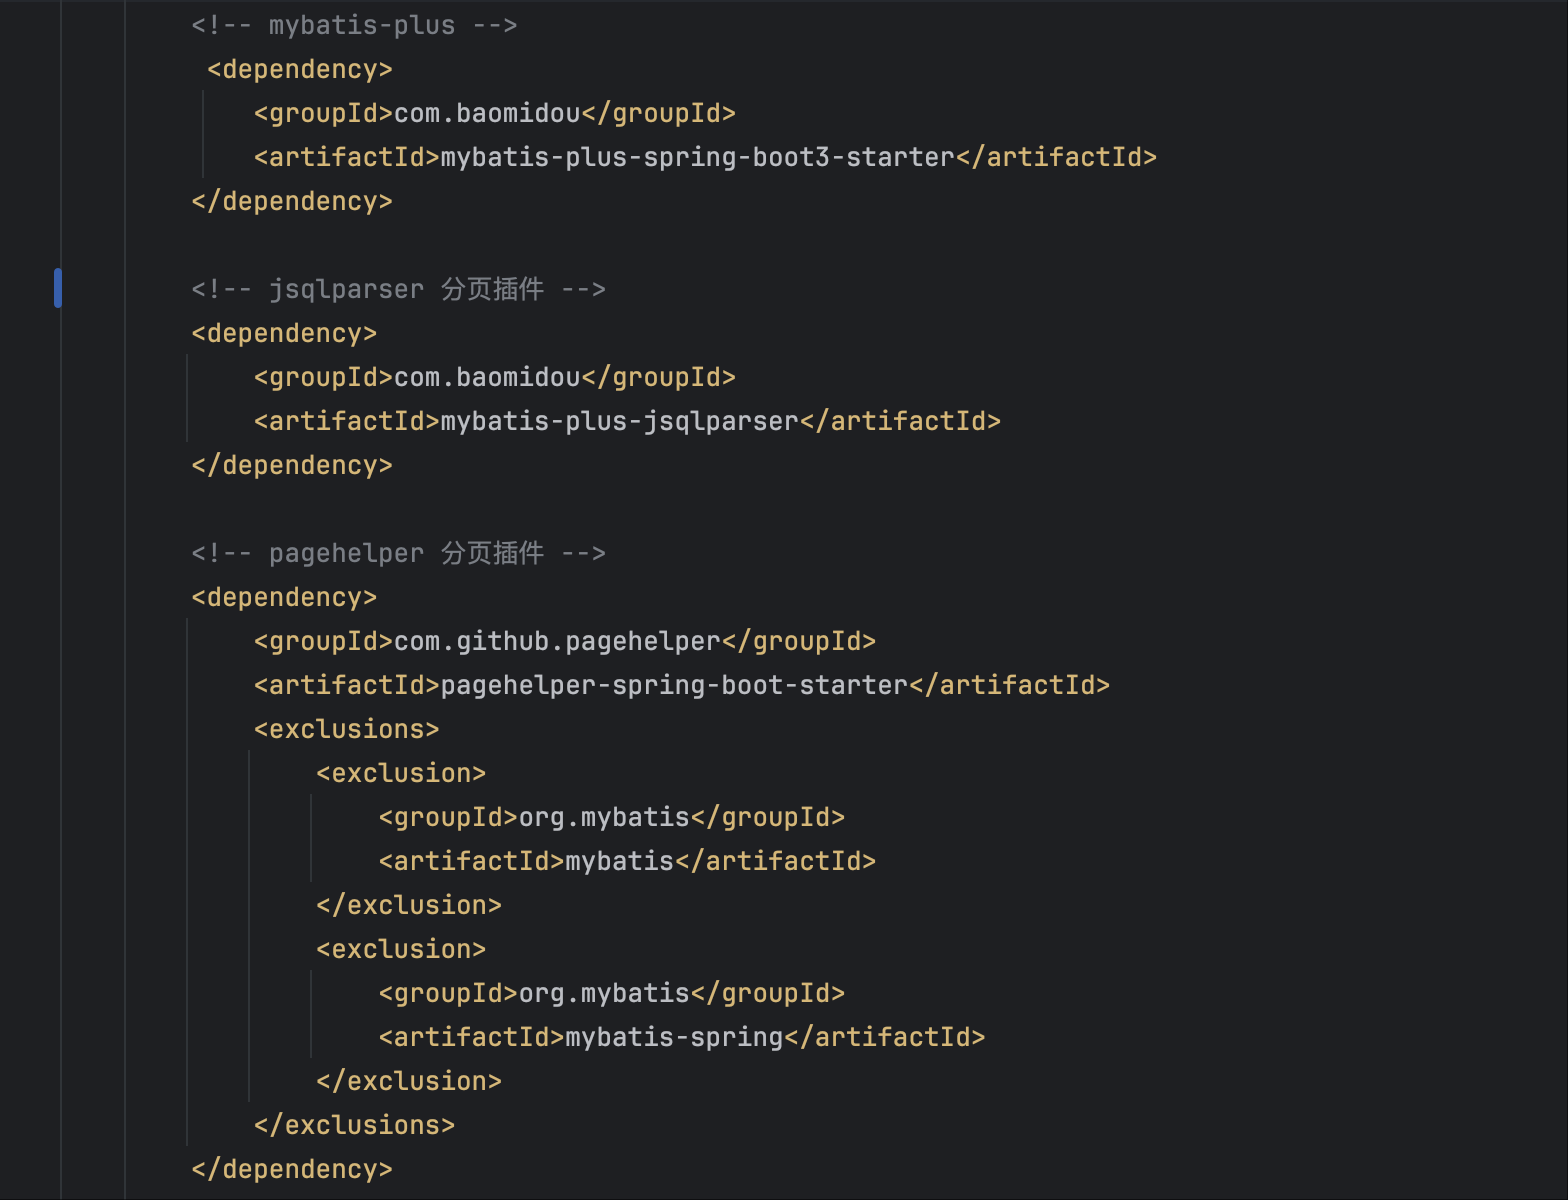 <!-- mybatis-plus -->
<dependency>
<groupId>com.baomidou</groupId>
<artifactId>mybatis-plus-spring-boot3-starter</artifactId>
</dependency>
<!-- jsqlparser 分页插件 -->
<dependency>
<groupId>com.baomidou</groupId>
<artifactId>mybatis-plus-jsqlparser</artifactId>
</dependency>
<!-- pagehelper 分页插件 -->
<dependency>
<groupId>com.github.pagehelper</groupId>
<artifactId>pagehelper-spring-boot-starter</artifactId>
<exclusions>
<exclusion>
<groupId>org.mybatis</groupId>
<artifactId>mybatis</artifactId>
</exclusion>
<exclusion>
<groupId>org.mybatis</groupId>
<artifactId>mybatis-spring</artifactId>
</exclusion>
</exclusions>
</dependency>